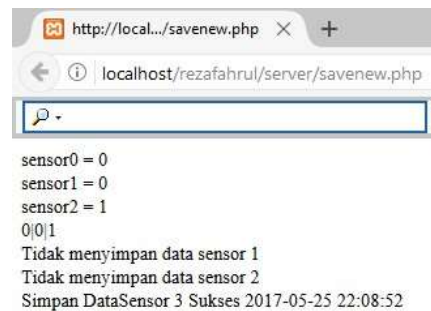 http://local.../savenew.php
localhost/rezafahrul/server/savenew.php
sensor0 = 0
sensor1 = 0
sensor2 = 1
0|0|1
Tidak menyimpan data sensor 1
Tidak menyimpan data sensor 2
Simpan DataSensor 3 Sukses 2017-05-25 22:08:52